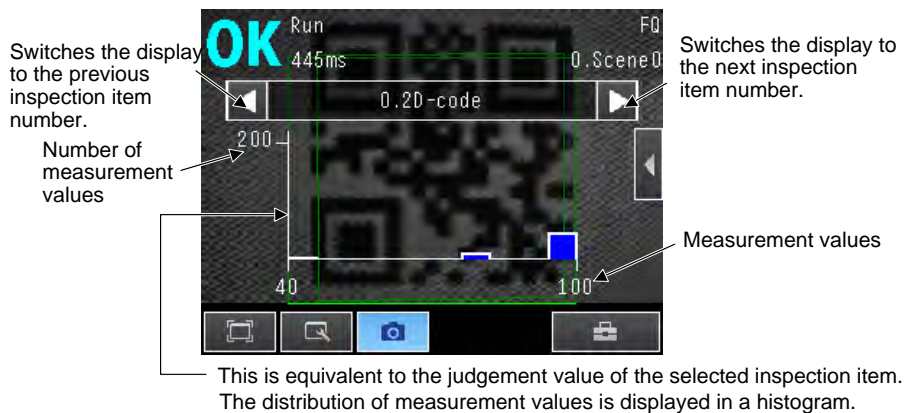 Switches the display
to the previous
inspection item
number.
OK
Run
FQ
445ms
0.Scene0
Switches the display to
the next inspection
item number.
0.2D-code
Number of
measurement
values
200
Measurement values
40
100
This is equivalent to the judgement value of the selected inspection item.
The distribution of measurement values is displayed in a histogram.